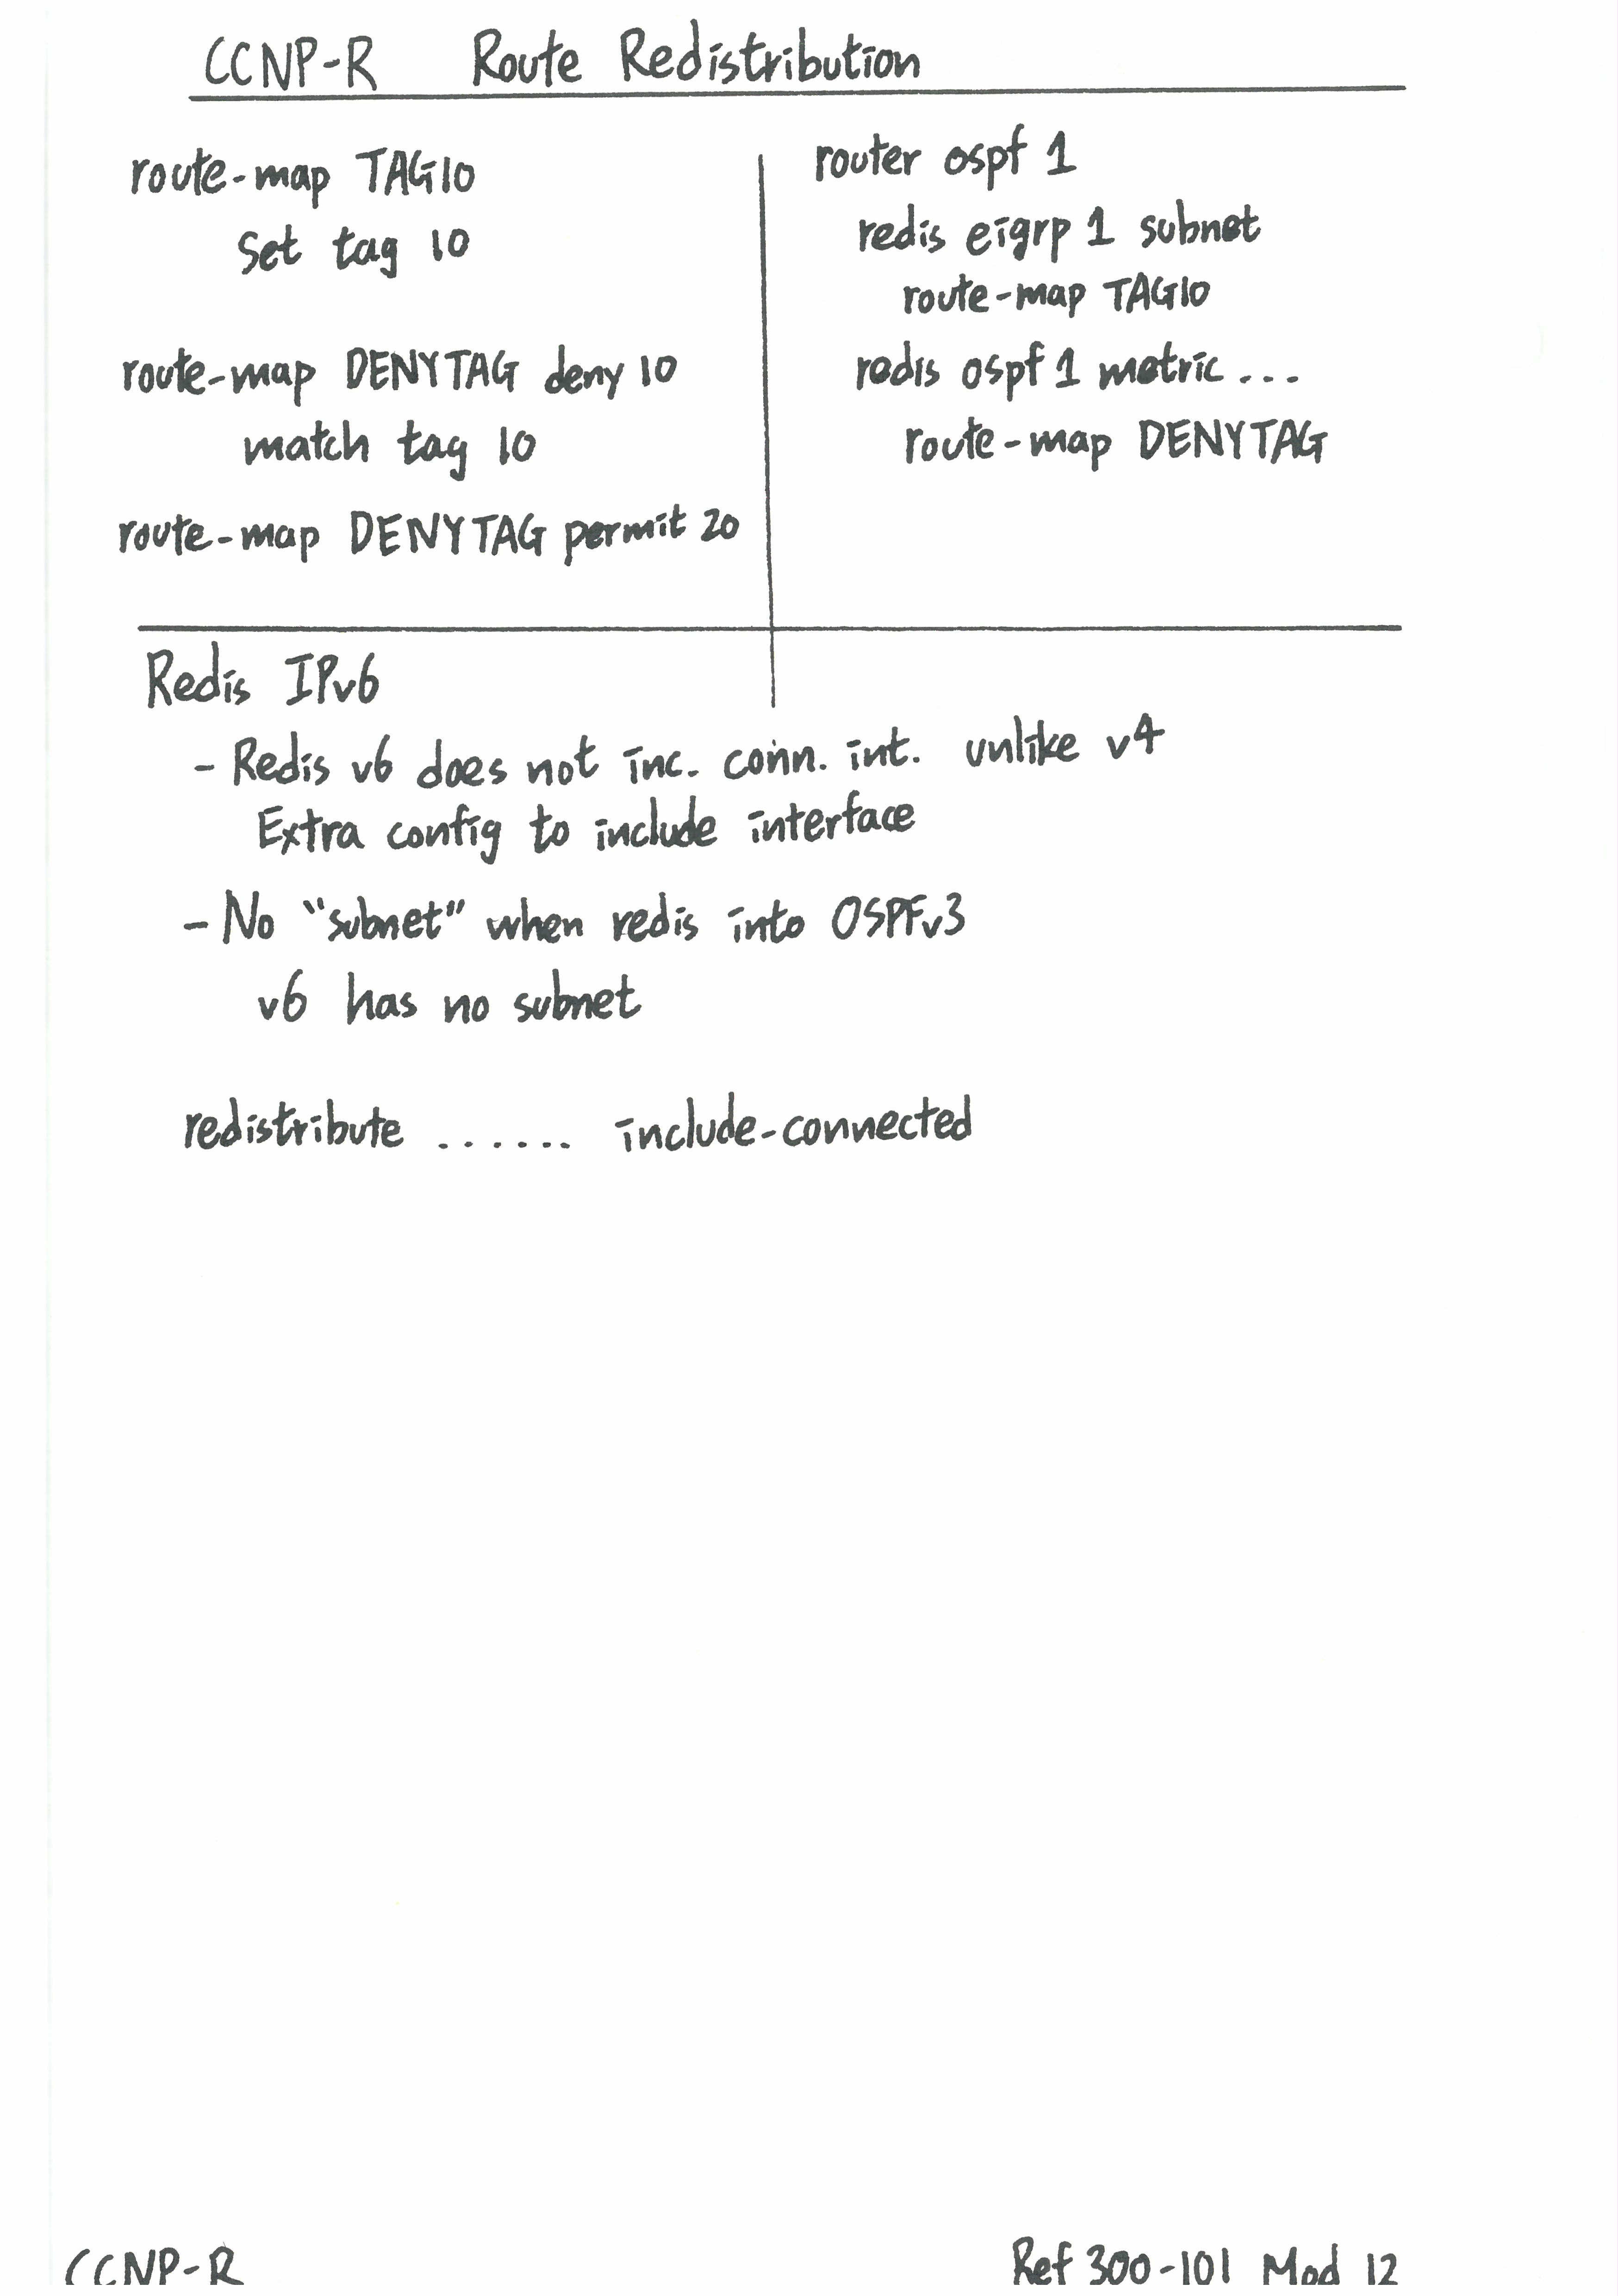 CCNP-R Route Redistribution
route-map TAG10
set tag 10
route-map DENYTAG deny 10
match tag 10
route-map DENYTAG permit 20
router ospf 1
redis eigrp 1 subnet
route-map TAG10
redis ospf 1 metric ...
route-map DENYTAG
Redis IPv6
- Redis v6 does not inc. conn. int. unlike v4
Extra config to include interface
- No "subnet" when redis into OSPFv3
v6 has no subnet
redistribute ...... include-connected
CCNP-R Ref 300-101 Mod 12